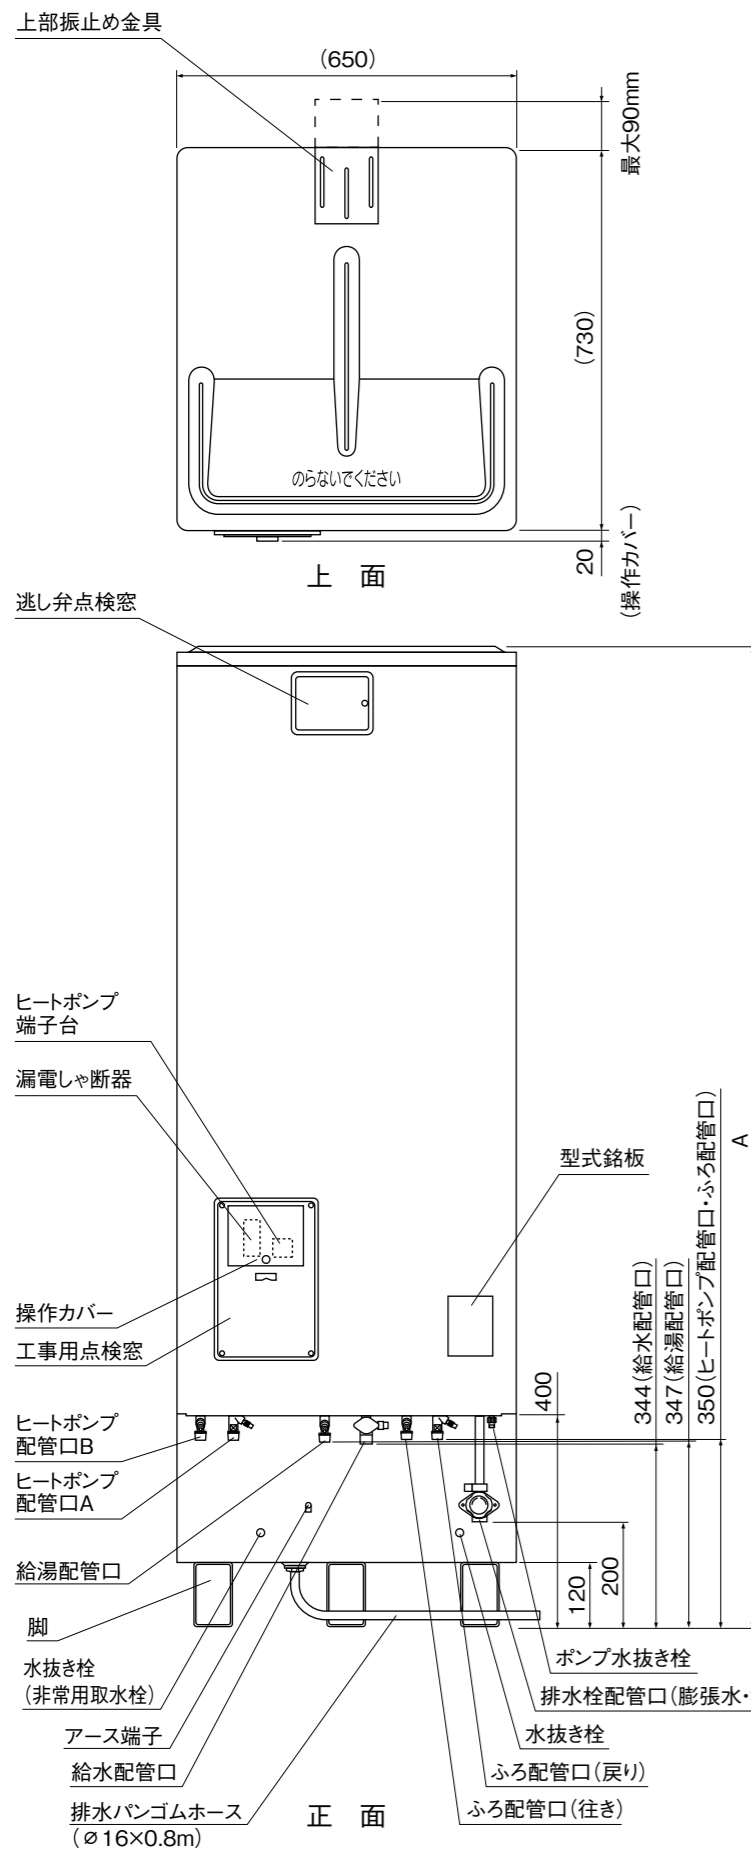 上部振止め金具
(650)
最大90mm
(730)
のらないでください
20
(操作カバー)
上 面
逃し弁点検窓
ヒートポンプ
端子台
漏電しゃ断器
操作カバー
工事用点検窓
型式銘板
A
350(ヒートポンプ配管口・ふろ配管口)
347(給湯配管口)
344(給水配管口)
400
200
120
ヒートポンプ
配管口B
ヒートポンプ
配管口A
給湯配管口
脚
水抜き栓
(非常用取水栓)
アース端子
給水配管口
排水パンゴムホース
(⌀16×0.8m)
正 面
ポンプ水抜き栓
排水栓配管口(膨張水・
水抜き栓
ふろ配管口(戻り)
ふろ配管口(往き)